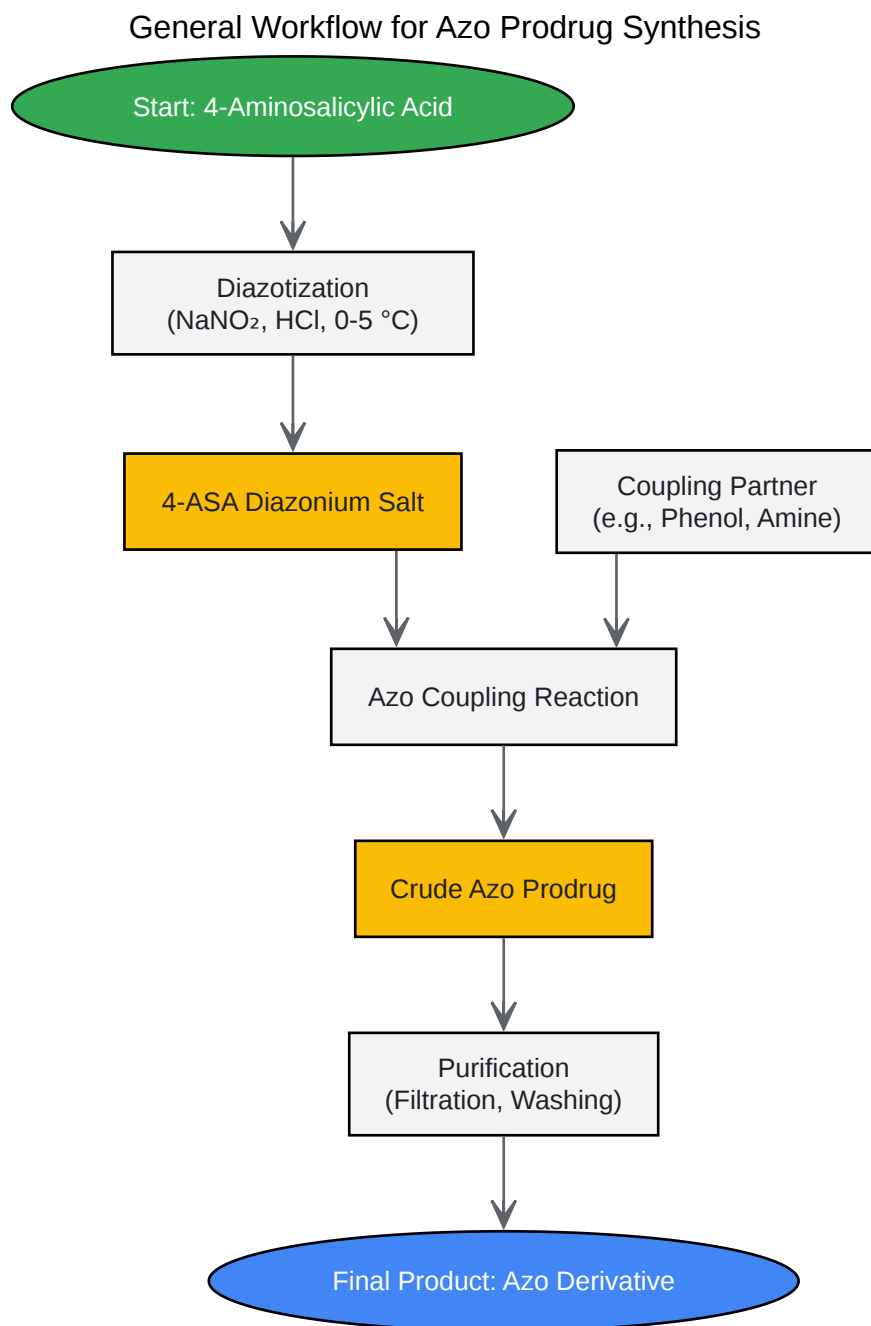 General Workflow for Azo Prodrug Synthesis
Start: 4-Aminosalicylic Acid
Diazotization
(NaNO₂, HCl, 0-5 °C)
4-ASA Diazonium Salt
Coupling Partner
(e.g., Phenol, Amine)
Azo Coupling Reaction
Crude Azo Prodrug
Purification
(Filtration, Washing)
Final Product: Azo Derivative